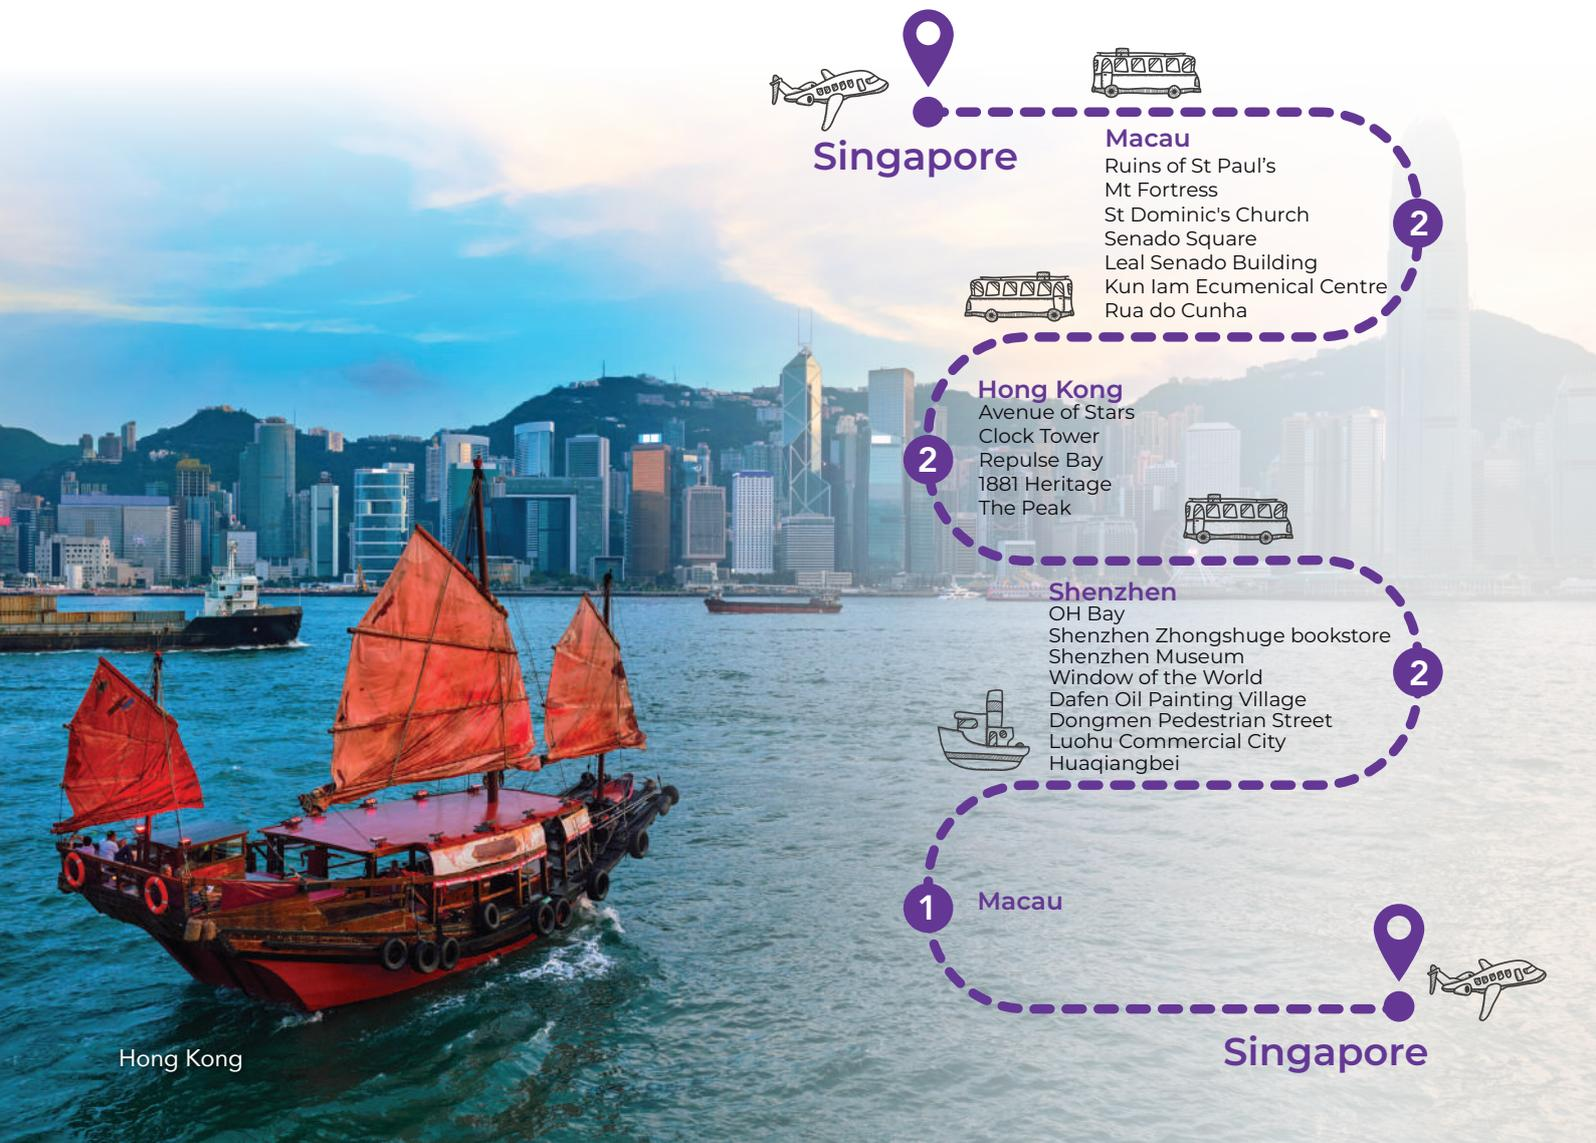 Singapore
Macau
Ruins of St Paul’s
Mt Fortress
St Dominic's Church
Senado Square
Leal Senado Building
Kun Iam Ecumenical Centre
Rua do Cunha
2
Hong Kong
Avenue of Stars
Clock Tower
Repulse Bay
1881 Heritage
The Peak
2
Shenzhen
OH Bay
Shenzhen Zhongshuge bookstore
Shenzhen Museum
Window of the World
Dafen Oil Painting Village
Dongmen Pedestrian Street
Luohu Commercial City
Huaqiangbei
2
1
Macau
Singapore
Hong Kong